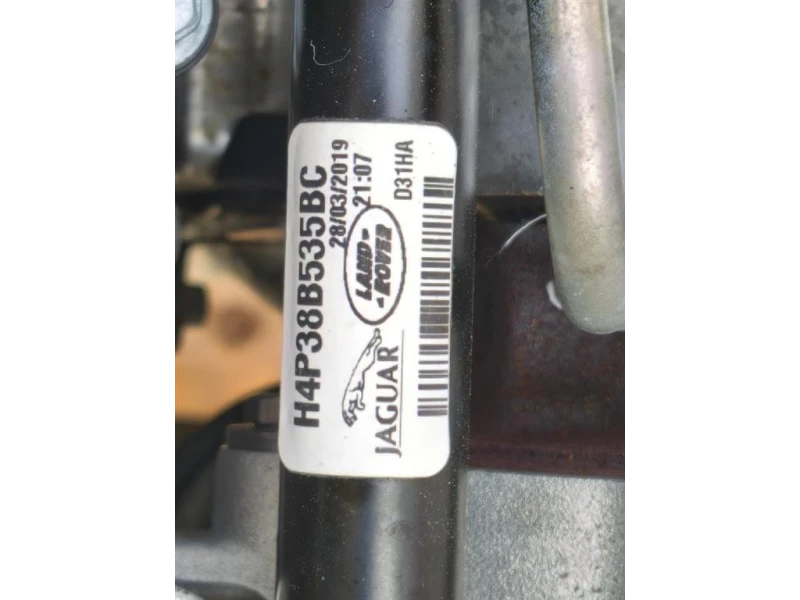 H4P38B535BC
28/03/2019
21:07
LAND-
-ROVER
JAGUAR
D31HA